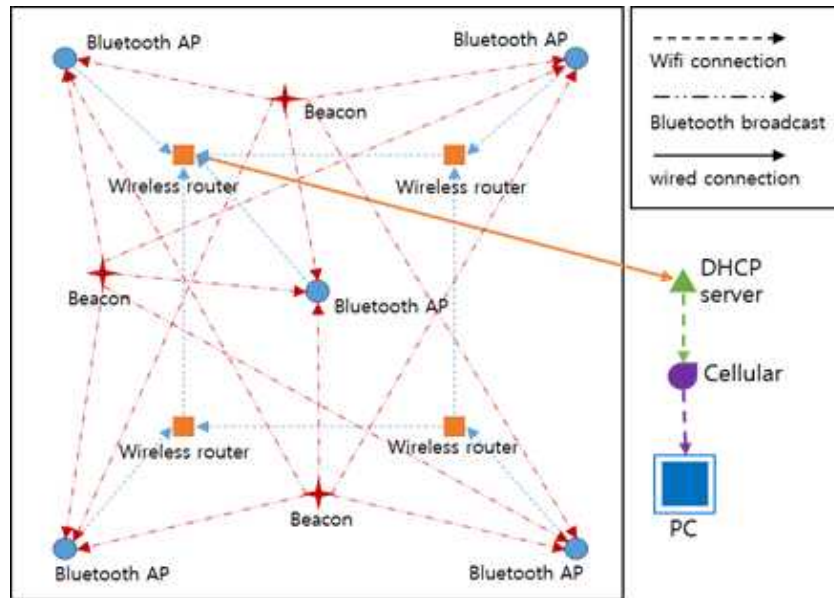 Bluetooth AP
Bluetooth AP
Beacon
Wireless router
Wireless router
Beacon
Bluetooth AP
Wireless router
Wireless router
Beacon
Bluetooth AP
Bluetooth AP
Wifi connection
Bluetooth broadcast
wired connection
DHCP
server
Cellular
PC